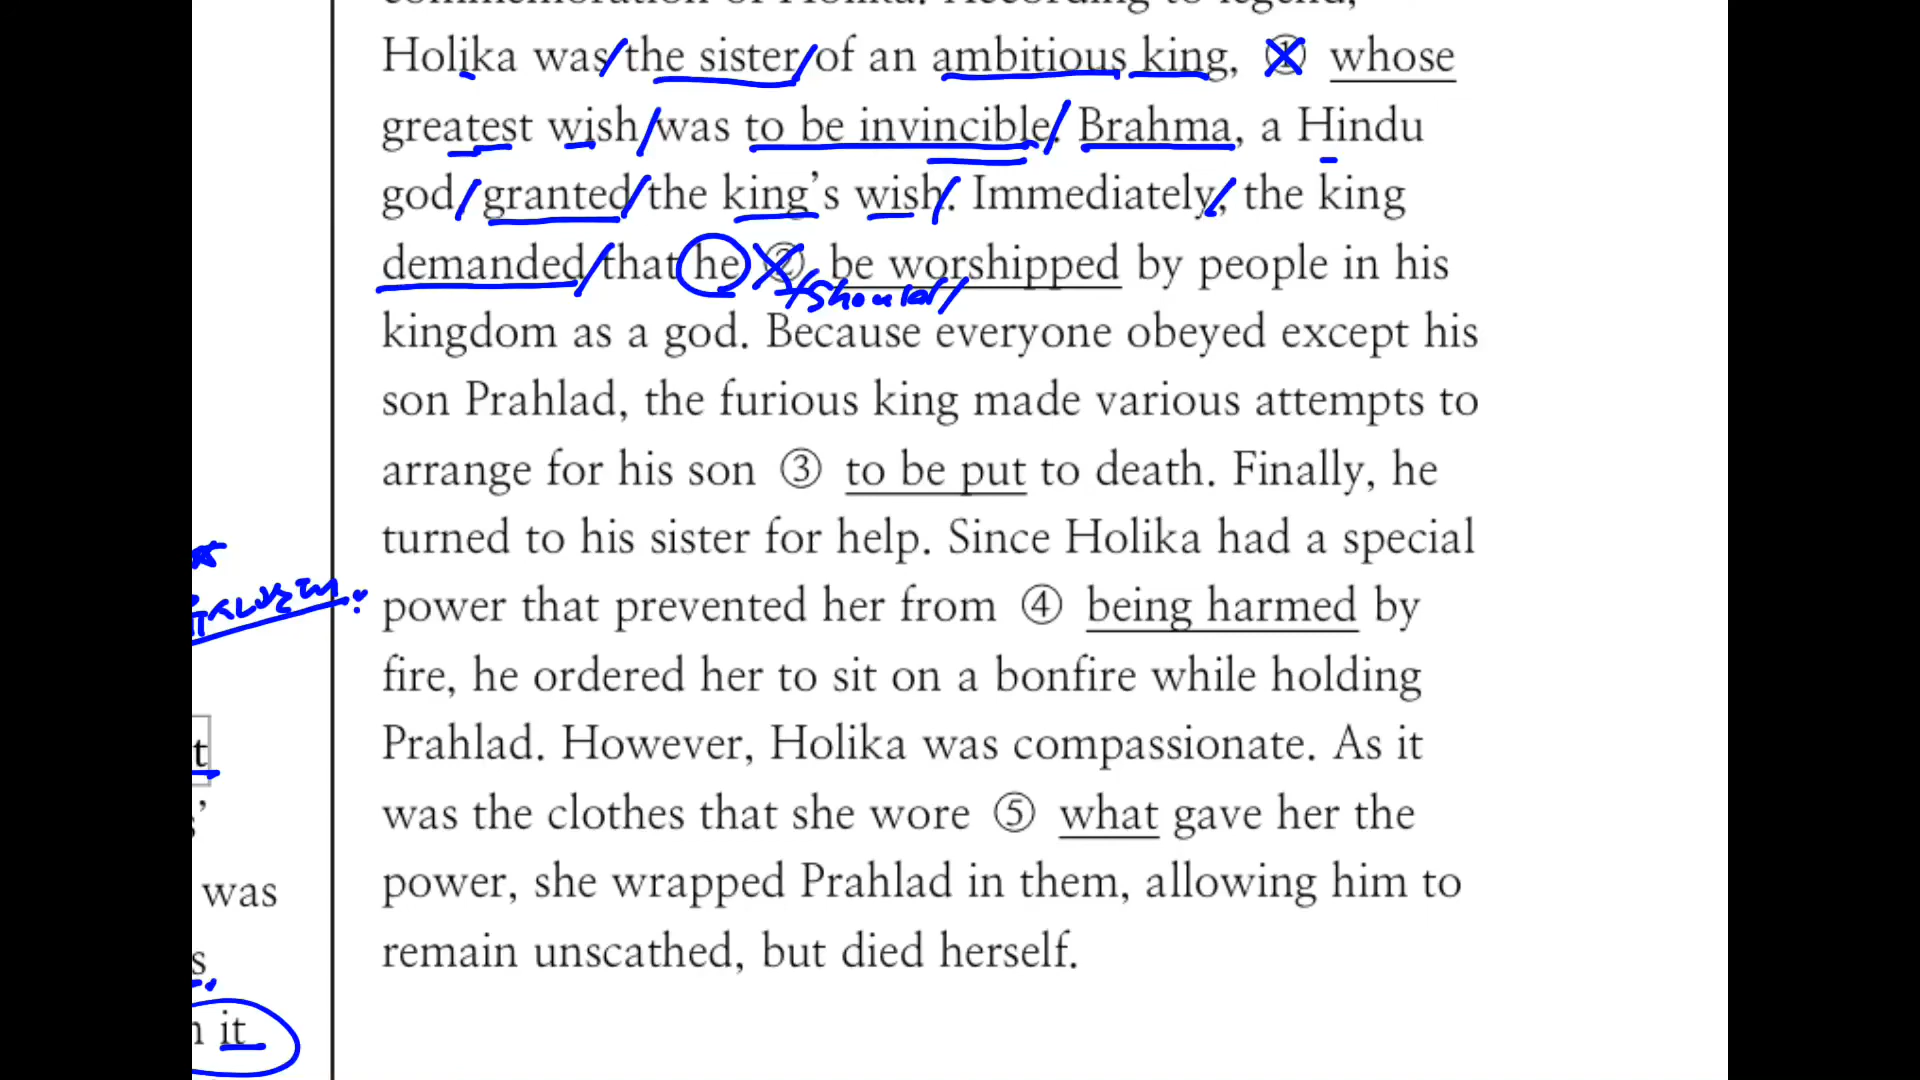 commemoration of Holika. According to legend,
Holika was the sister of an ambitious king, ① whose
greatest wish was to be invincible. Brahma, a Hindu
god, granted the king's wish. Immediately, the king
demanded that he ② be worshipped by people in his
(should)
kingdom as a god. Because everyone obeyed except his
son Prahlad, the furious king made various attempts to
arrange for his son ③ to be put to death. Finally, he
turned to his sister for help. Since Holika had a special
power that prevented her from ④ being harmed by
fire, he ordered her to sit on a bonfire while holding
Prahlad. However, Holika was compassionate. As it
was the clothes that she wore ⑤ what gave her the
power, she wrapped Prahlad in them, allowing him to
remain unscathed, but died herself.
t
was
s,
it